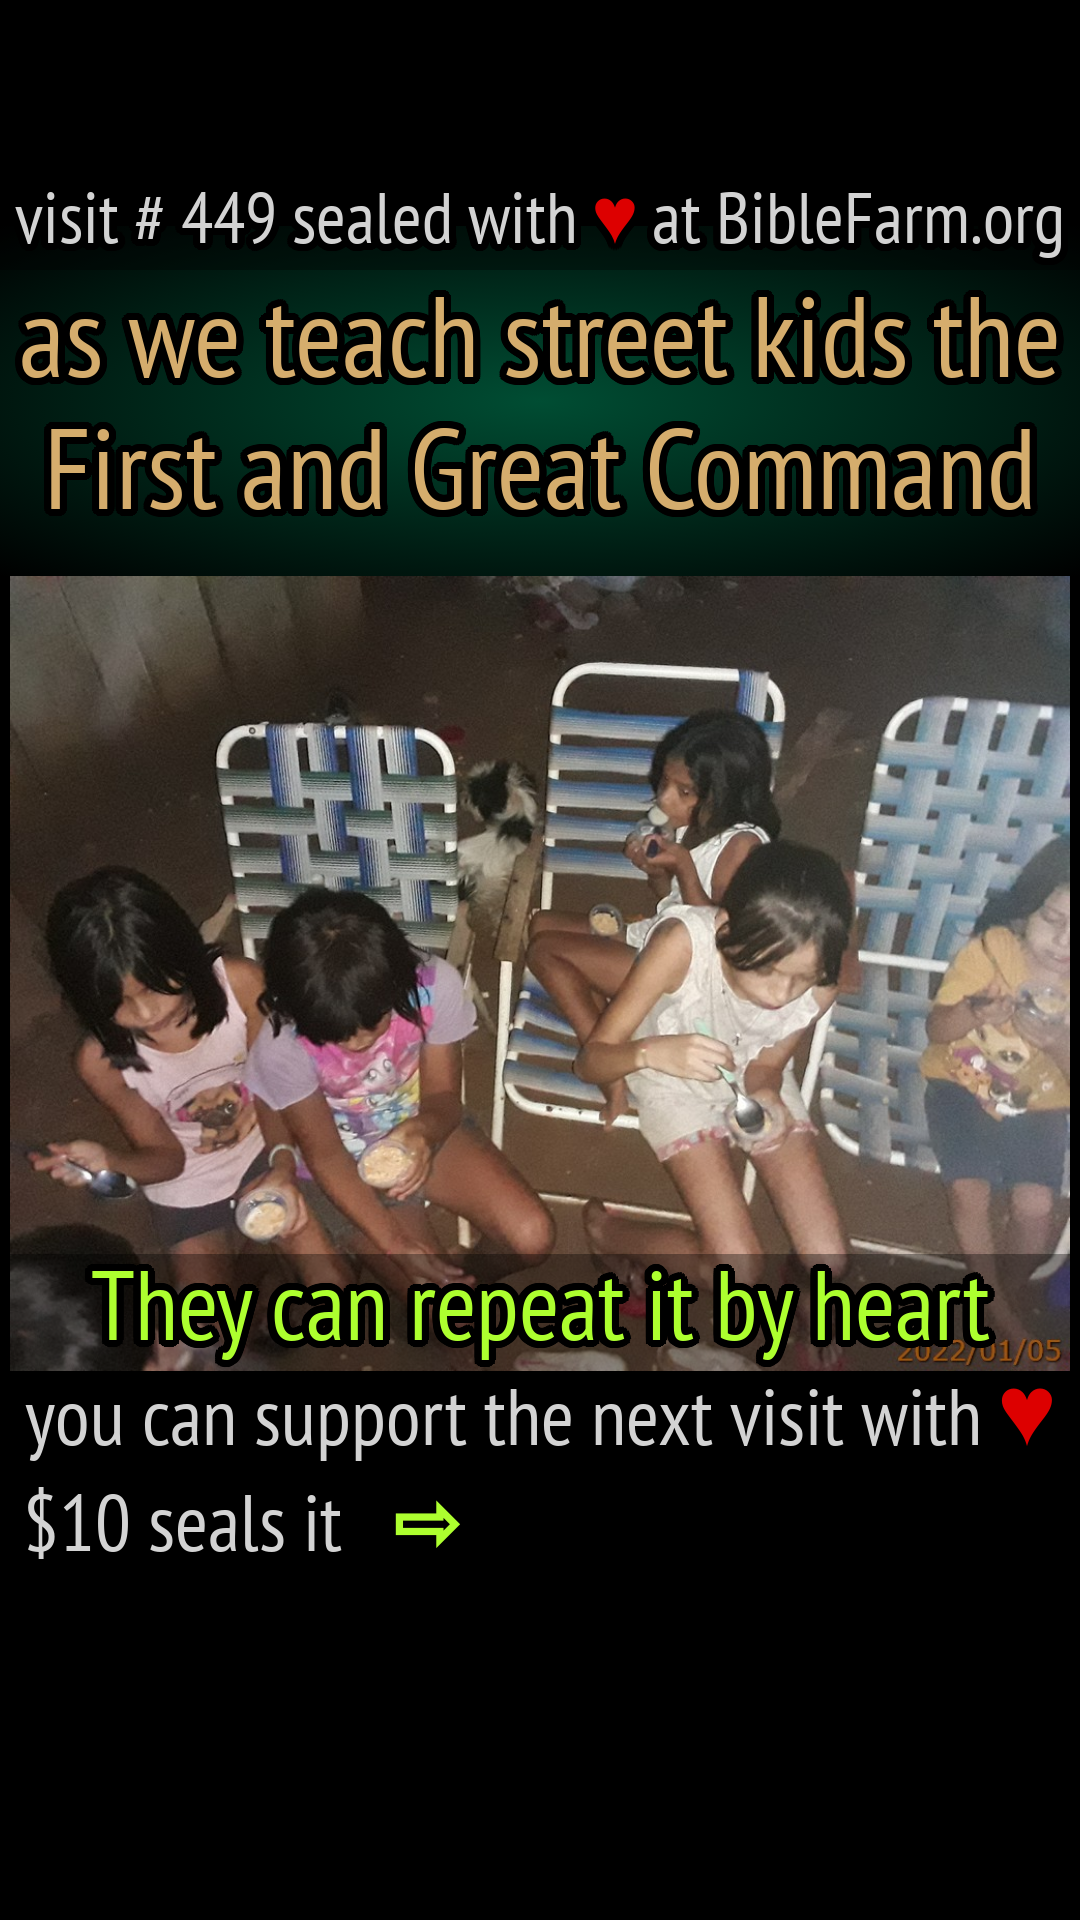 visit # 449 sealed with ♥ at BibleFarm.org
as we teach street kids the
First and Great Command
They can repeat it by heart
2022/01/05
you can support the next visit with ♥
$10 seals it ⇨